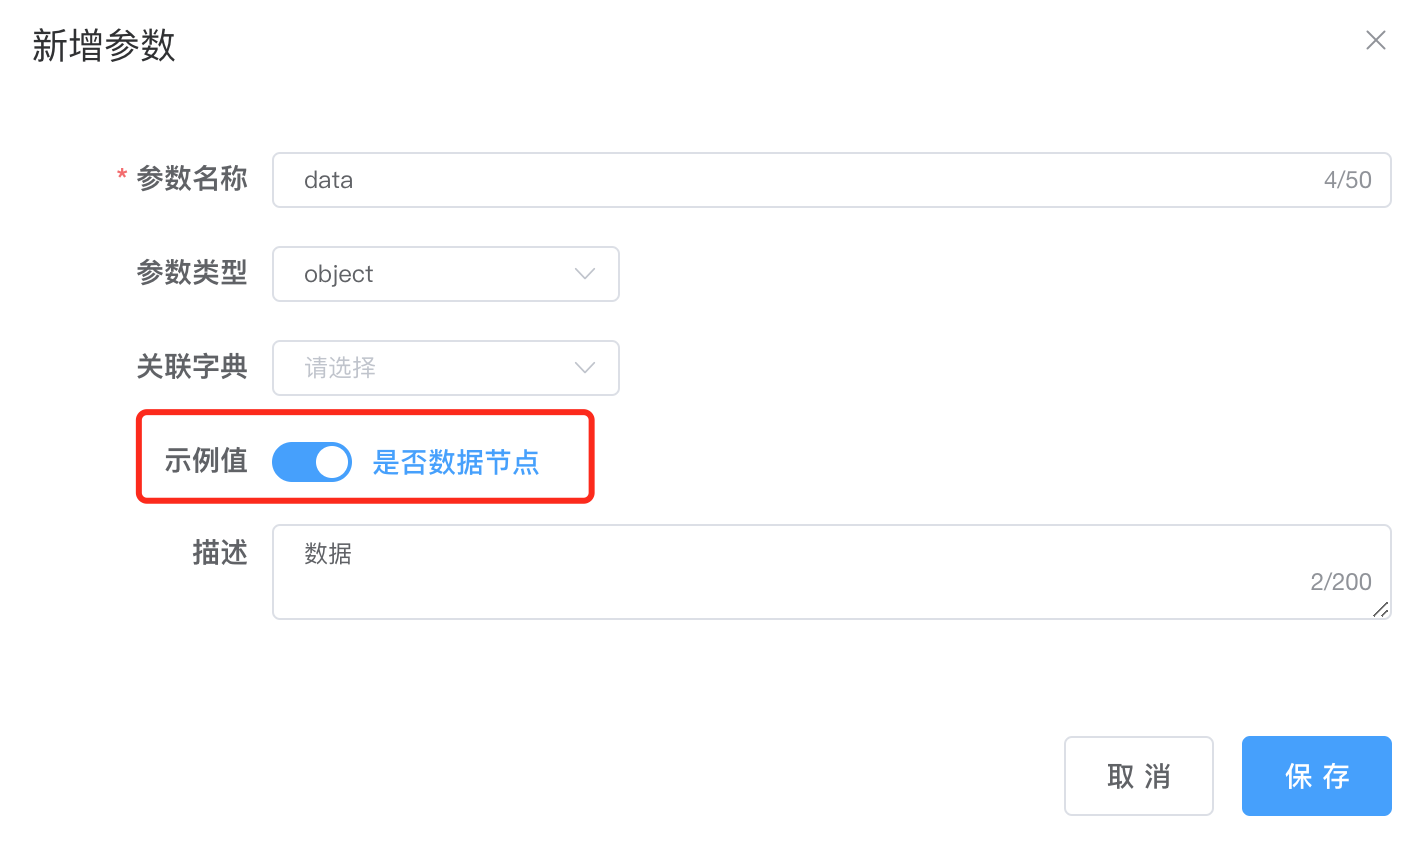 新增参数
* 参数名称 data 4/50
参数类型 object
关联字典 请选择
示例值 是否数据节点
描述 数据
2/200
取 消 保 存